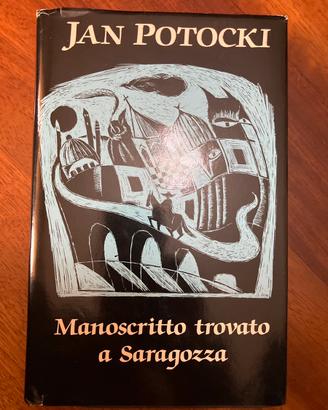 JAN POTOCKI
Manoscritto trovato
a Saragozza